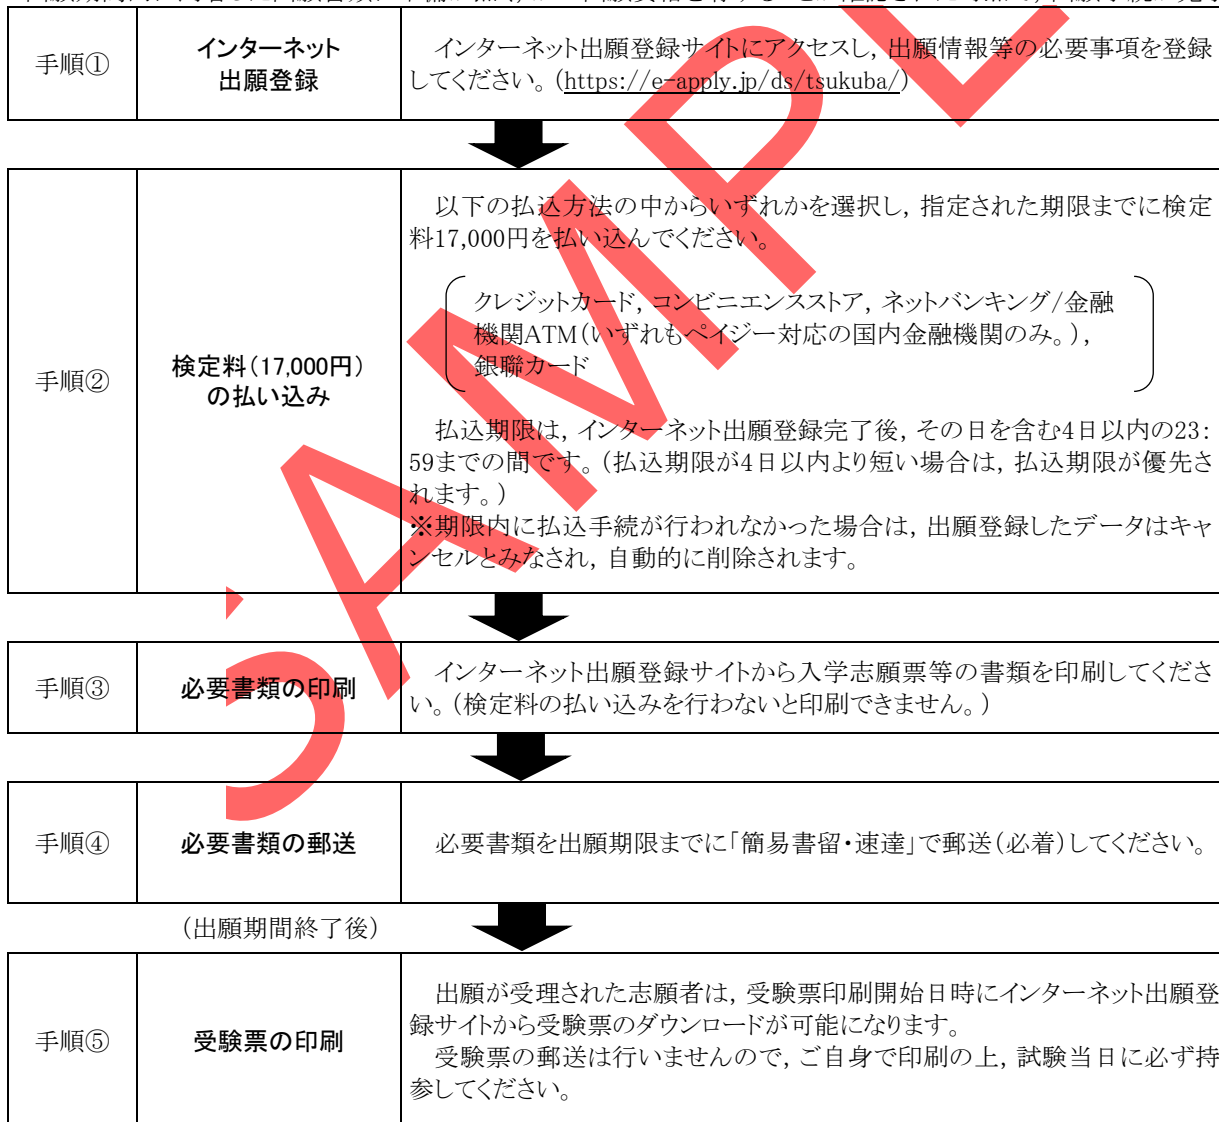 手順①
インターネット
出願登録
インターネット出願登録サイトにアクセスし，出願情報等の必要事項を登録
してください。（https://e-apply.jp/ds/tsukuba/）
手順②
検定料（17,000円）
の払い込み
以下の払込方法の中からいずれかを選択し，指定された期限までに検定
料17,000円を払い込んでください。
クレジットカード，コンビニエンスストア，ネットバンキング/金融
機関ATM（いずれもペイジー対応の国内金融機関のみ。），
銀聯カード
払込期限は，インターネット出願登録完了後，その日を含む4日以内の23：
59までの間です。（払込期限が4日以内より短い場合は，払込期限が優先さ
れます。）
※期限内に払込手続が行われなかった場合は，出願登録したデータはキャ
ンセルとみなされ，自動的に削除されます。
手順③
必要書類の印刷
インターネット出願登録サイトから入学志願票等の書類を印刷してくださ
い。（検定料の払い込みを行わないと印刷できません。）
手順④
必要書類の郵送
必要書類を出願期限までに「簡易書留・速達」で郵送（必着）してください。
（出願期間終了後）
手順⑤
受験票の印刷
出願が受理された志願者は，受験票印刷開始日時にインターネット出願登
録サイトから受験票のダウンロードが可能になります。
受験票の郵送は行いませんので，ご自身で印刷の上，試験当日に必ず持
参してください。
SAMPLE